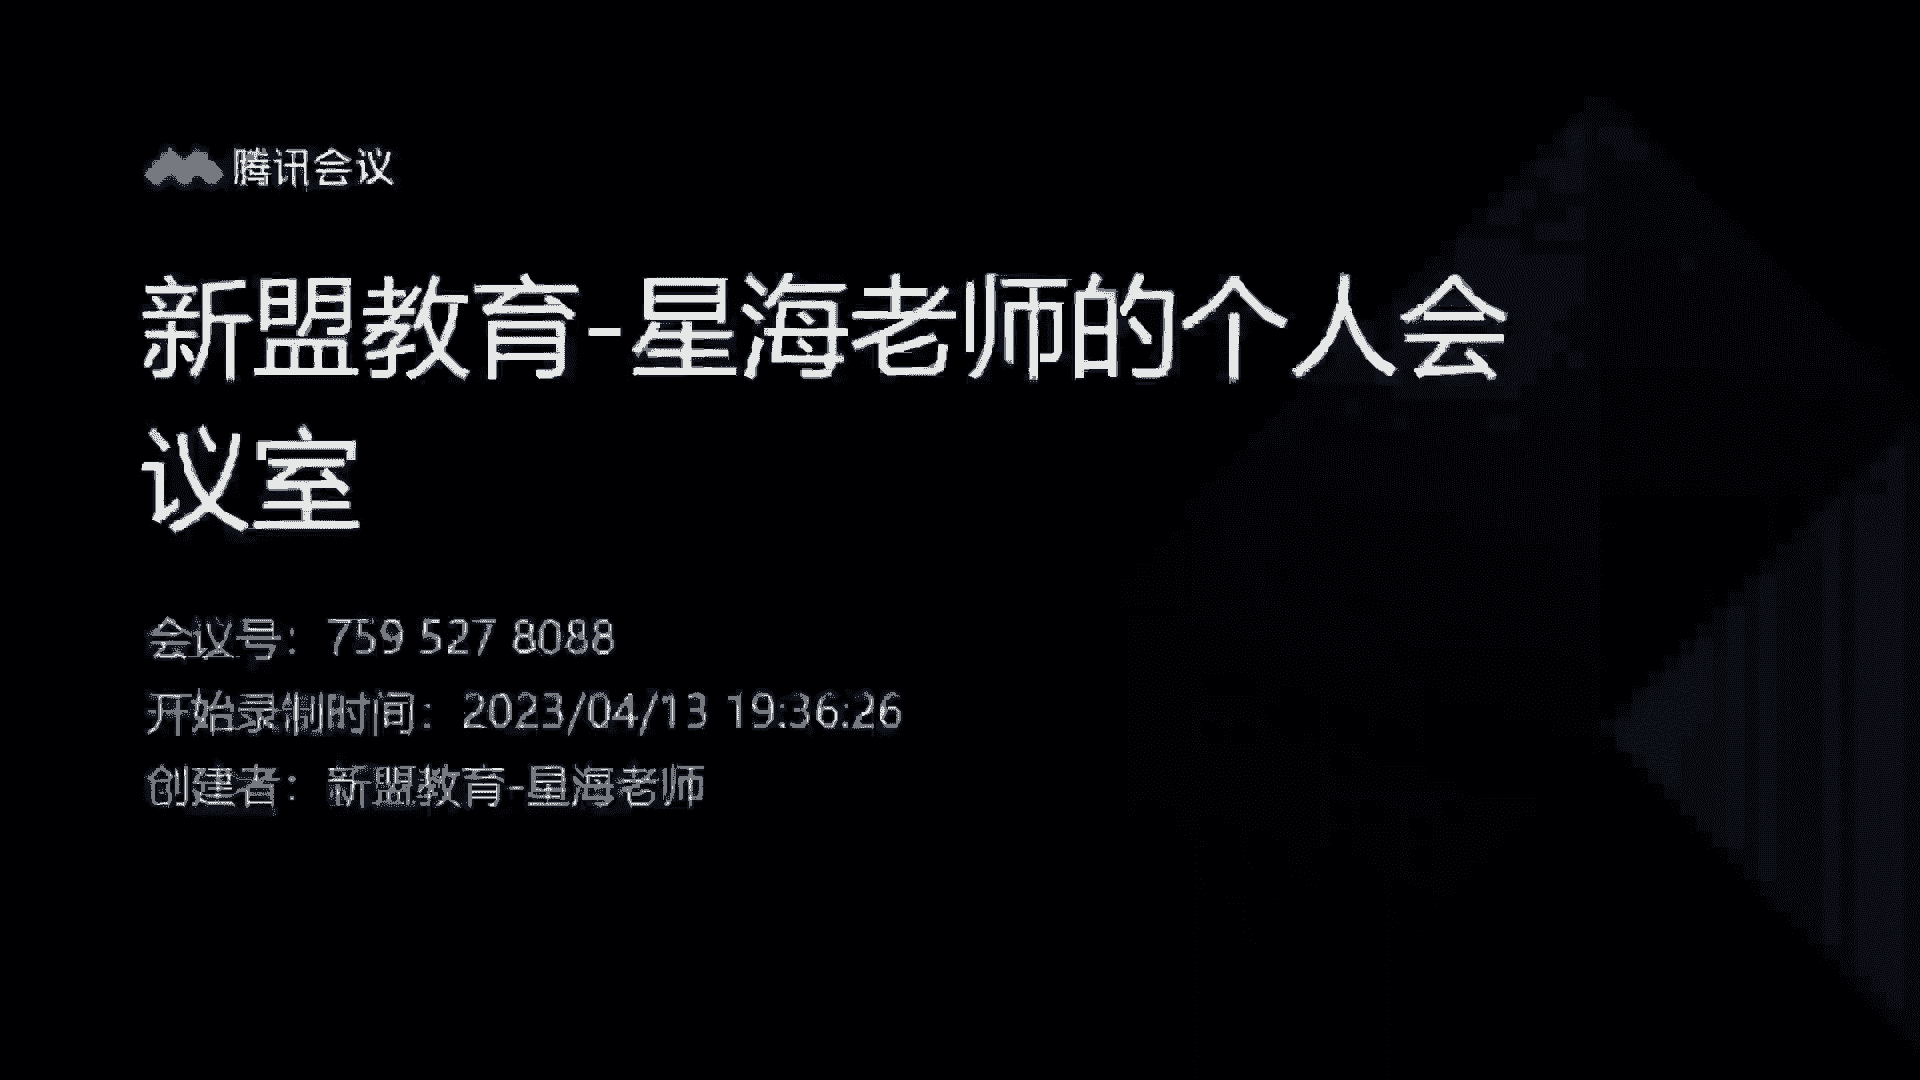 腾讯会议
新盟教育-星海老师的个人会
议室
会议号：759 527 8088
开始录制时间：2023/04/13 19:36:26
创建者：新盟教育-星海老师